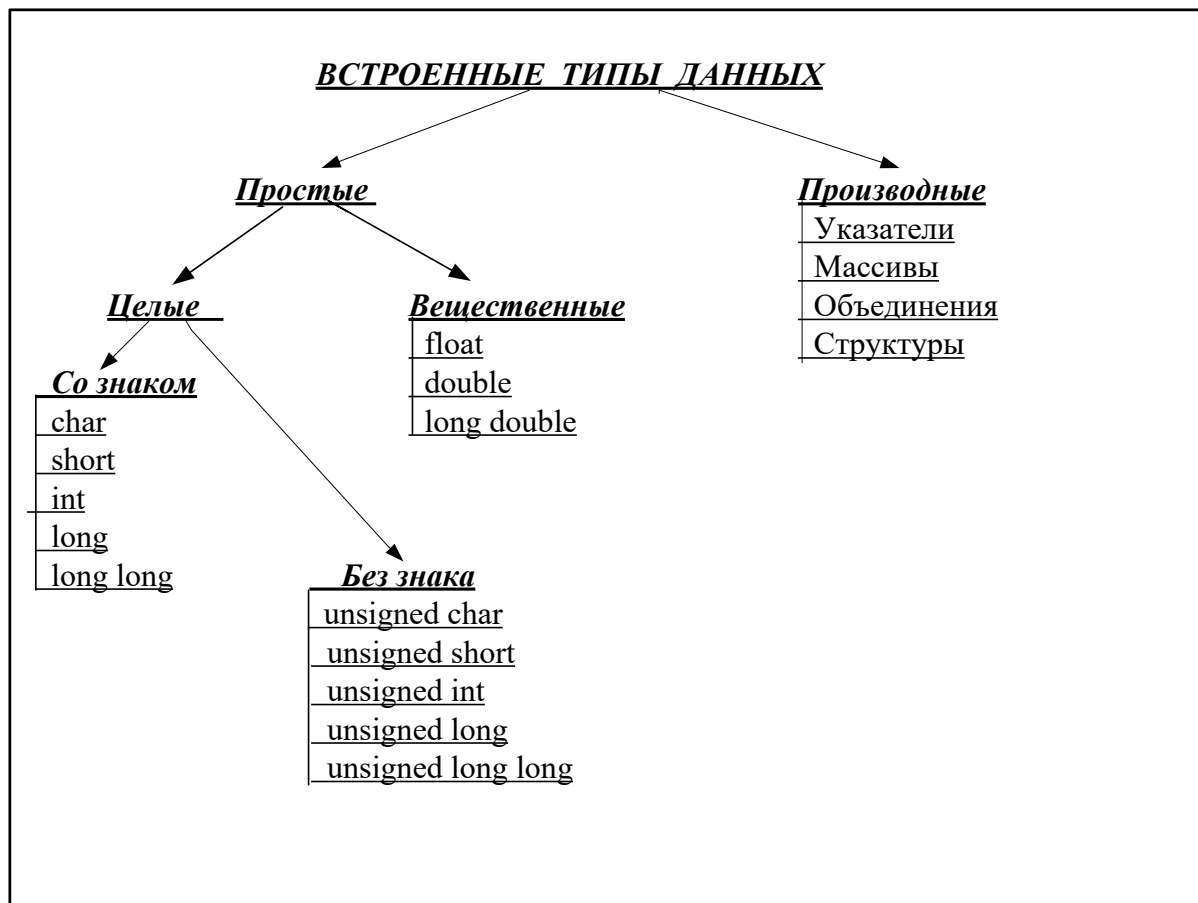 ВСТРОЕННЫЕ ТИПЫ ДАННЫХ
Простые
Производные
Указатели
Массивы
Объединения
Структуры
Целые
Вещественные
float
double
long double
Со знаком
char
short
int
long
long long
Без знака
unsigned char
unsigned short
unsigned int
unsigned long
unsigned long long